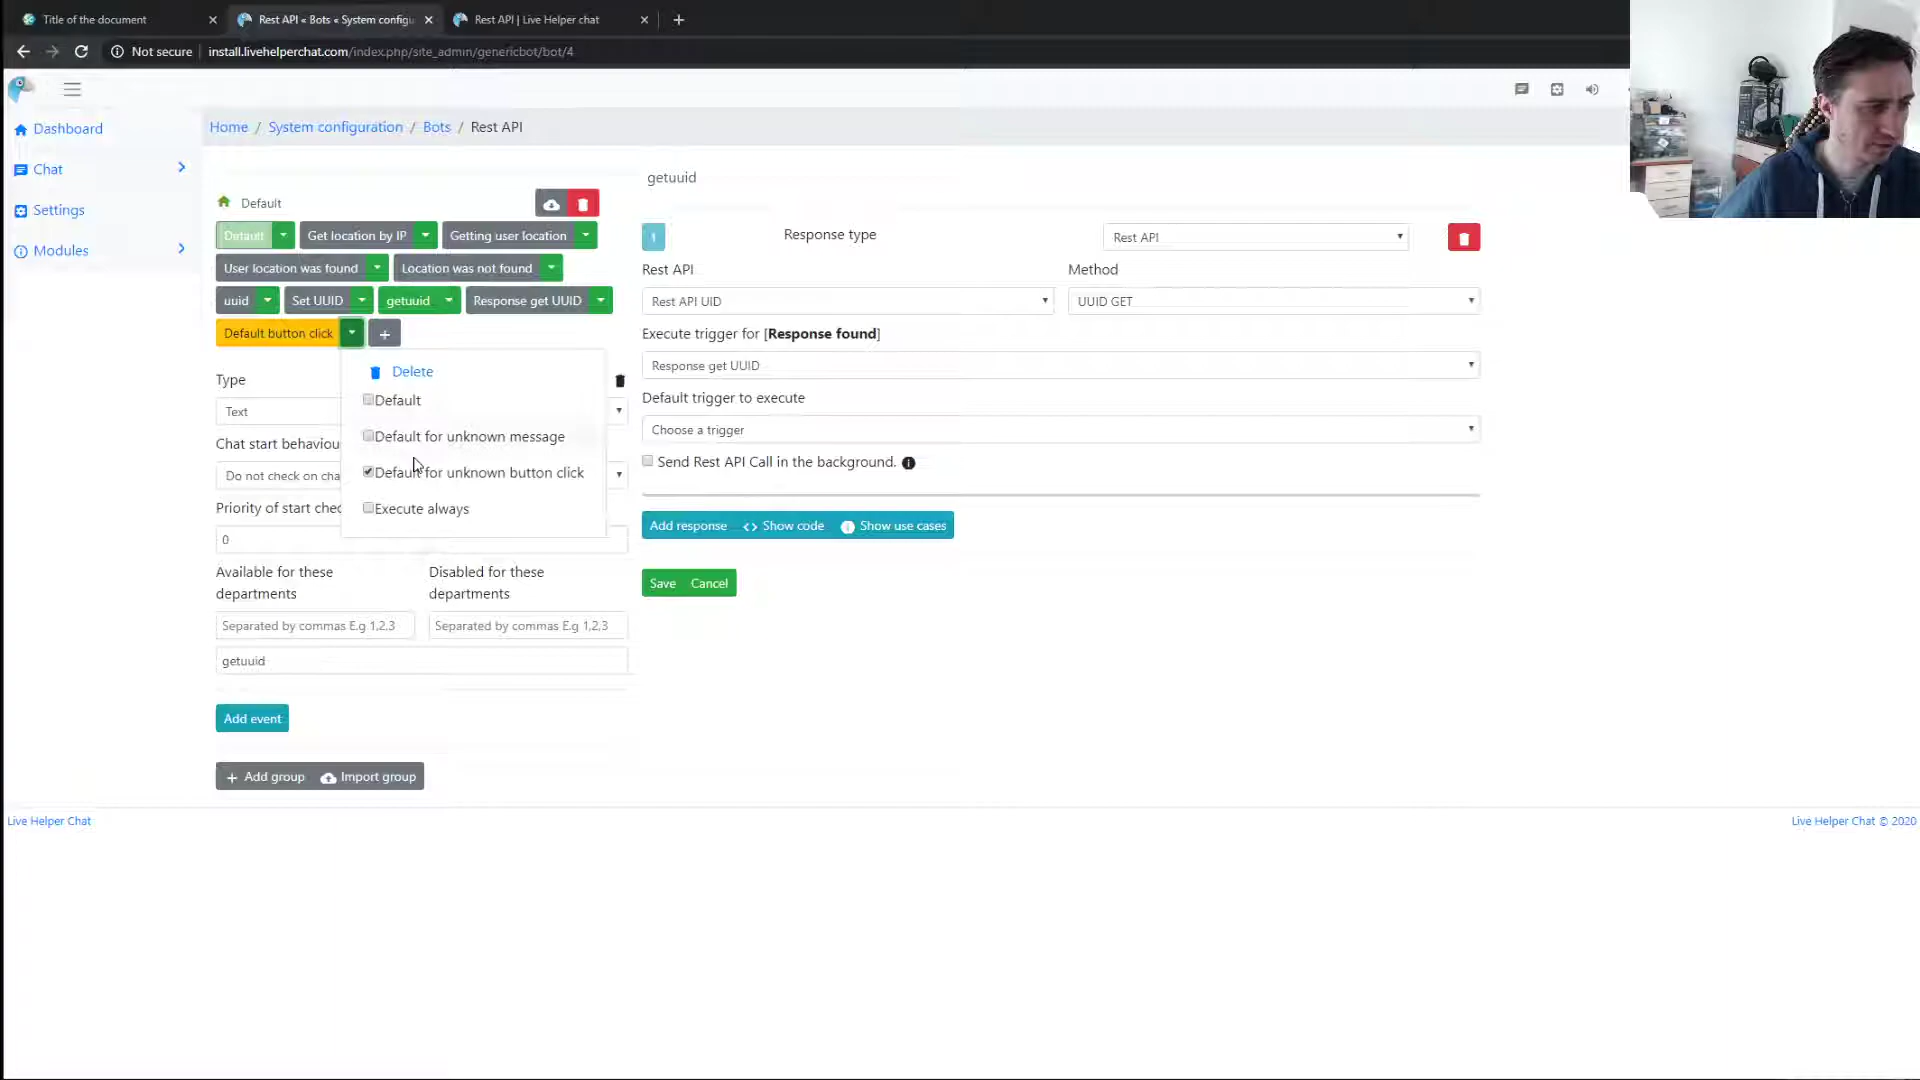 Title of the document
Rest API « Bots « System configu
Rest API | Live Helper chat
Not secure
install.livehelperchat.com/index.php/site_admin/genericbot/bot/4
Dashboard
Chat
Settings
Modules
Home / System configuration / Bots / Rest API
Default
Default
Get location by IP
Getting user location
User location was found
Location was not found
uuid
Set UUID
getuuid
Response get UUID
Default button click
Delete
Default
Default for unknown message
Default for unknown button click
Execute always
Type
Text
Chat start behaviou
Do not check on cha
Priority of start chec
0
Available for these
departments
Disabled for these
departments
Separated by commas E.g 1,2,3
Separated by commas E.g 1,2,3
getuuid
Add event
Add group
Import group
getuuid
1
Response type
Rest API
Rest API
Method
Rest API UID
UUID GET
Execute trigger for [Response found]
Response get UUID
Default trigger to execute
Choose a trigger
Send Rest API Call in the background.
Add response
Show code
Show use cases
Save
Cancel
Live Helper Chat
Live Helper Chat © 2020